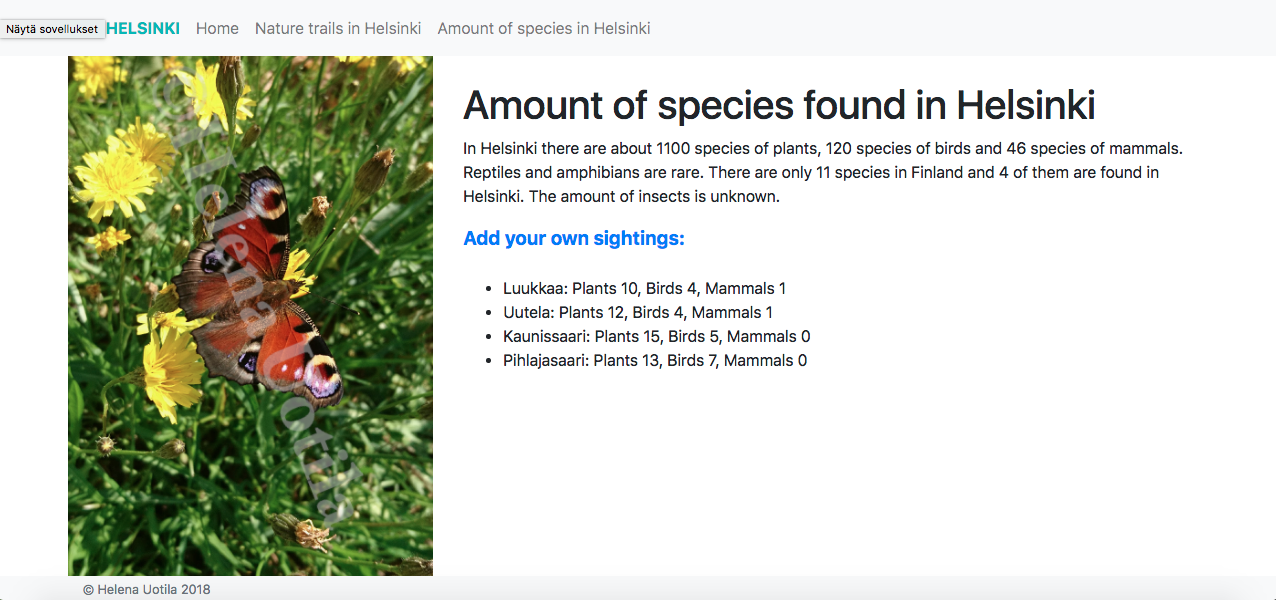 Näytä sovellukset HELSINKI Home Nature trails in Helsinki Amount of species in Helsinki
© Helena Uotila
Amount of species found in Helsinki
In Helsinki there are about 1100 species of plants, 120 species of birds and 46 species of mammals.
Reptiles and amphibians are rare. There are only 11 species in Finland and 4 of them are found in
Helsinki. The amount of insects is unknown.
Add your own sightings:
• Luukkaa: Plants 10, Birds 4, Mammals 1
• Uutela: Plants 12, Birds 4, Mammals 1
• Kaunissaari: Plants 15, Birds 5, Mammals 0
• Pihlajasaari: Plants 13, Birds 7, Mammals 0
© Helena Uotila 2018